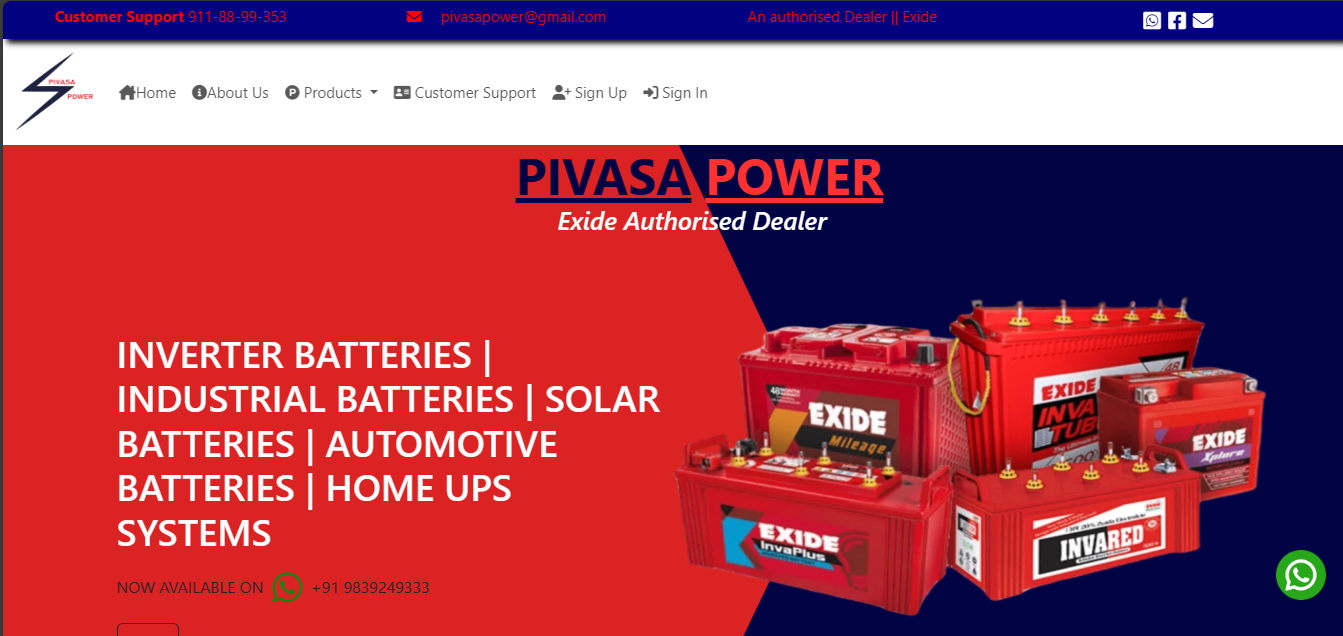 Customer Support 911-88-99-353
pivasapower@gmail.com
An authorised Dealer || Exide
PIVASA
POWER
Home
About Us
Products
Customer Support
Sign Up
Sign In
PIVASA POWER
Exide Authorised Dealer
INVERTER BATTERIES |
INDUSTRIAL BATTERIES | SOLAR
BATTERIES | AUTOMOTIVE
BATTERIES | HOME UPS
SYSTEMS
NOW AVAILABLE ON +91 9839249333
EXIDE
Mileage
EXIDE
INVA
TUB
EXIDE
Xplore
EXIDE
InvaPlus
INVARED